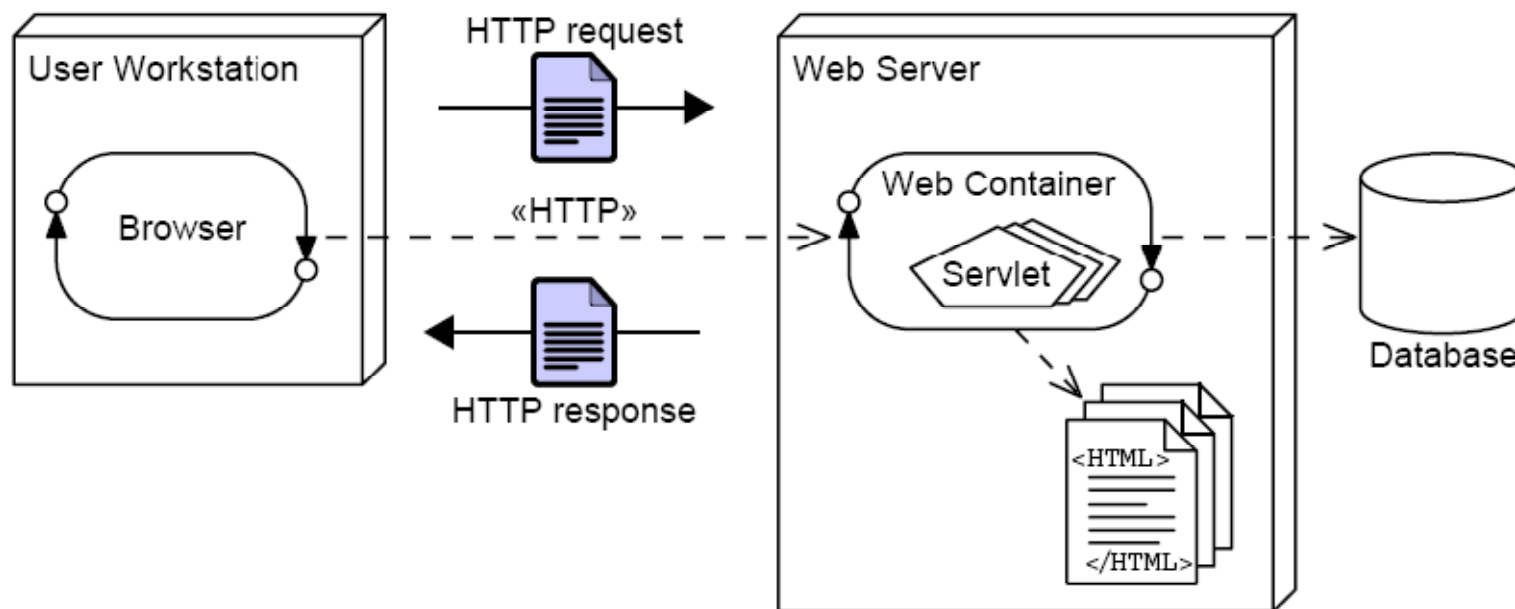 HTTP request
User Workstation
Web Server
Web Container
«HTTP»
Browser
Servlet
Database
HTTP response
<HTML>
</HTML>